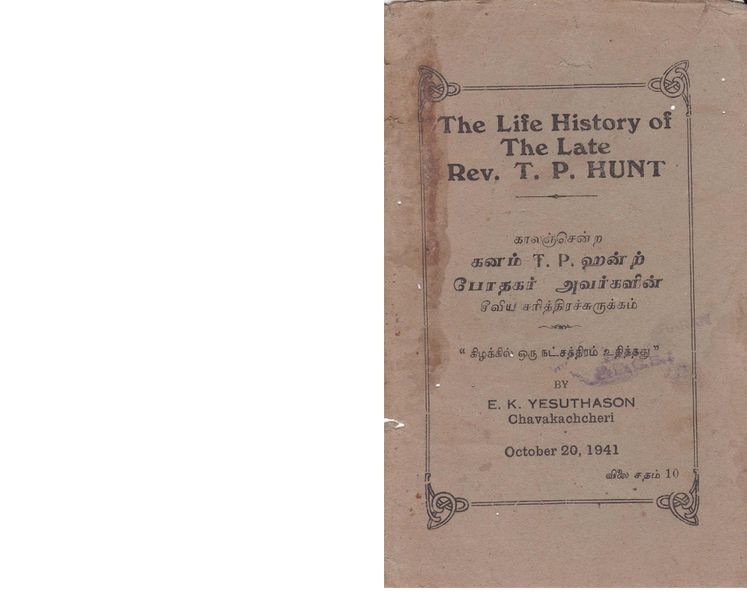 The Life History of
The Late
Rev. T. P. HUNT
காலஞ்சென்ற
கனம் T. P. ஹன்ற்
போதகர் அவர்களின்
சீவிய சரித்திரச்சுருக்கம்
“ கிழக்கில் ஒரு நட்சத்திரம் உதித்தது ”
BY
E. K. YESUTHASON
Chavakachcheri
October 20, 1941
விலை சதம் 10